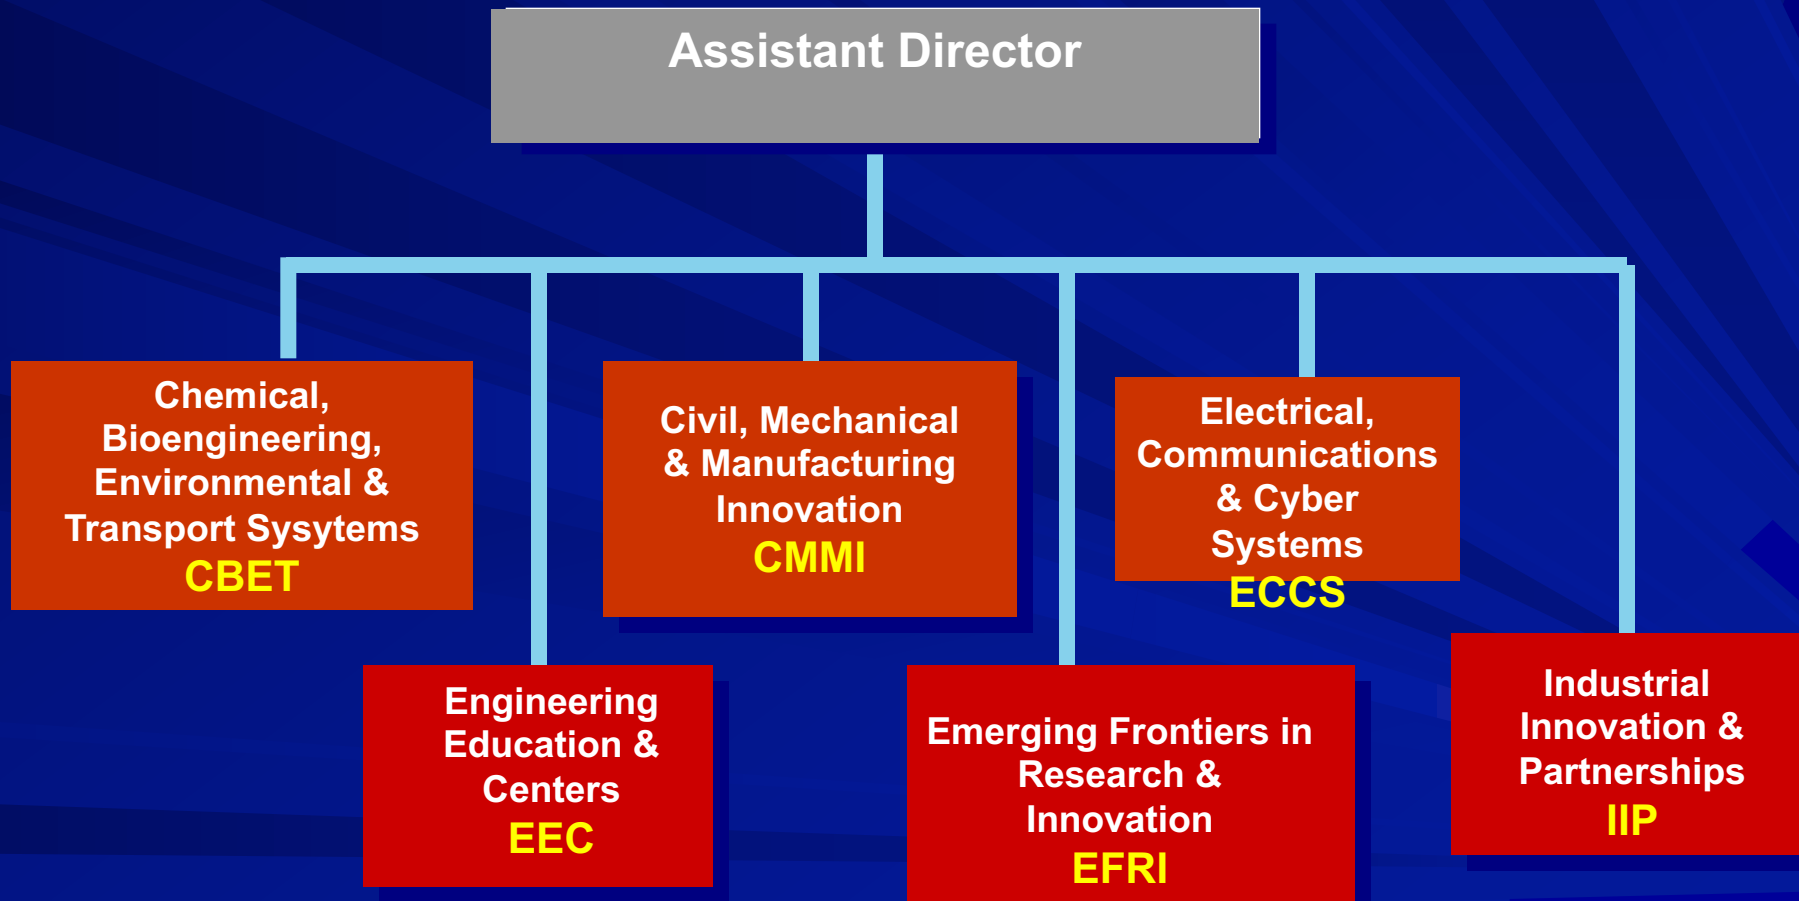 Assistant Director
Chemical,
Bioengineering,
Environmental &
Transport Sysytems
CBET
Civil, Mechanical
& Manufacturing
Innovation
CMMI
Electrical,
Communications
& Cyber
Systems
ECCS
Engineering
Education &
Centers
EEC
Emerging Frontiers in
Research &
Innovation
EFRI
Industrial
Innovation &
Partnerships
IIP